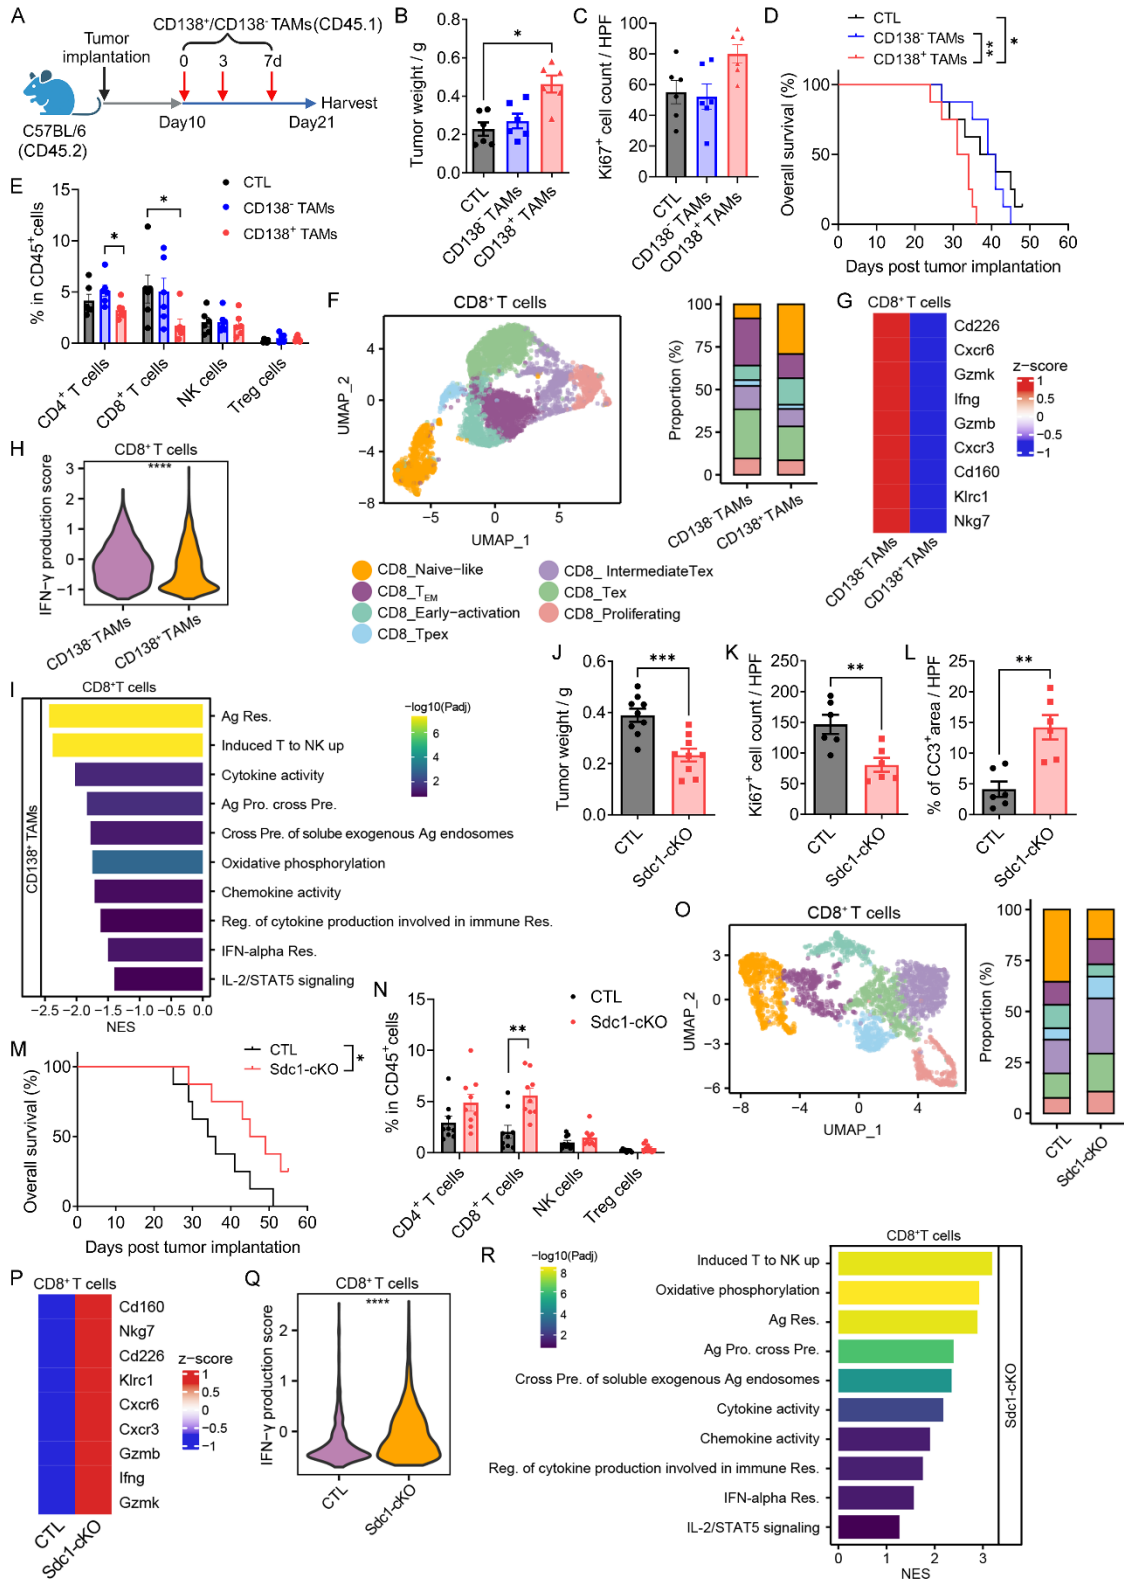 A
CD138⁺/CD138⁻ TAMs (CD45.1)
Tumor
implantation
0
3
7d
Harvest
Day10
Day21
C57BL/6
(CD45.2)
B
Tumor weight / g
0.6
0.4
0.2
0.0
*
CTL
CD138⁻ TAMs
CD138⁺ TAMs
C
Ki67⁺ cell count / HPF
100
80
60
40
20
0
CTL
CD138⁻ TAMs
CD138⁺ TAMs
D
CTL
CD138⁻ TAMs
CD138⁺ TAMs
**
*
Overall survival (%)
100
50
0
0 10 20 30 40 50 60
Days post tumor implantation
E
CTL
CD138⁻ TAMs
CD138⁺ TAMs
% in CD45⁺cells
15
10
5
0
*
*
CD4⁺ T cells
CD8⁺ T cells
NK cells
Treg cells
F
CD8⁺ T cells
UMAP_2
4
0
−4
−8
−5 0 5
UMAP_1
Proportion (%)
100
75
50
25
0
CD138⁻TAMs
CD138⁺TAMs
CD8_Naive-like
CD8_TEM
CD8_Early-activation
CD8_Tpex
CD8_ IntermediateTex
CD8_Tex
CD8_Proliferating
G
CD8⁺ T cells
Cd226
Cxcr6
Gzmk
Ifng
Gzmb
Cxcr3
Cd160
Klrc1
Nkg7
z−score
1
0.5
0
−0.5
−1
CD138⁻TAMs
CD138⁺TAMs
H
CD8⁺ T cells
****
IFN−γ production score
3
2
1
0
−1
CD138⁻TAMs
CD138⁺TAMs
I
CD8⁺T cells
CD138⁺ TAMs
Ag Res.
Induced T to NK up
Cytokine activity
Ag Pro. cross Pre.
Cross Pre. of solube exogenous Ag endosomes
Oxidative phosphorylation
Chemokine activity
Reg. of cytokine production involved in immune Res.
IFN-alpha Res.
IL-2/STAT5 signaling
−log10(Padj)
6
4
2
−2.5 −2.0 −1.5 −1.0 −0.5 0.0
NES
J
Tumor weight / g
0.6
0.4
0.2
0.0
***
CTL
Sdc1-cKO
K
Ki67⁺ cell count / HPF
250
200
150
100
50
0
**
CTL
Sdc1-cKO
L
% of CC3⁺area / HPF
25
20
15
10
5
0
**
CTL
Sdc1-cKO
M
CTL
Sdc1-cKO
*
Overall survival (%)
100
50
0
0 10 20 30 40 50 60
Days post tumor implantation
N
CTL
Sdc1-cKO
% in CD45⁺cells
15
10
5
0
**
CD4⁺ T cells
CD8⁺ T cells
NK cells
Treg cells
O
CD8⁺ T cells
UMAP_2
3
0
−3
−6
−8 −4 0 4
UMAP_1
Proportion (%)
100
75
50
25
0
CTL
Sdc1-cKO
P
CD8⁺ T cells
Cd160
Nkg7
Cd226
Klrc1
Cxcr6
Cxcr3
Gzmb
Ifng
Gzmk
z−score
1
0.5
0
−0.5
−1
CTL
Sdc1-cKO
Q
CD8⁺ T cells
****
IFN−γ production score
2
1
0
CTL
Sdc1-cKO
R
−log10(Padj)
8
6
4
2
CD8⁺T cells
Induced T to NK up
Oxidative phosphorylation
Ag Res.
Ag Pro. cross Pre.
Cross Pre. of soluble exogenous Ag endosomes
Cytokine activity
Chemokine activity
Reg. of cytokine production involved in immune Res.
IFN-alpha Res.
IL-2/STAT5 signaling
Sdc1-cKO
0 1 2 3
NES